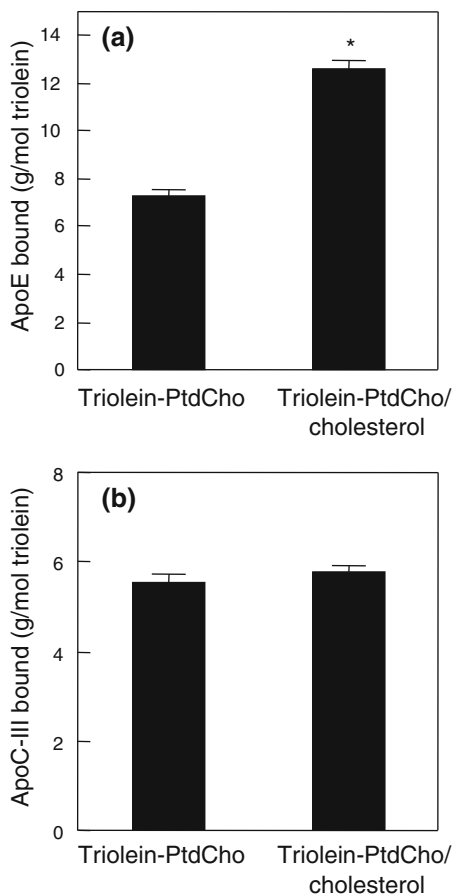 (a)
ApoE bound (g/mol triolein)
14
12
10
8
6
4
2
0
*
Triolein-PtdCho
Triolein-PtdCho/
cholesterol
(b)
ApoC-III bound (g/mol triolein)
8
6
4
2
0
Triolein-PtdCho
Triolein-PtdCho/
cholesterol